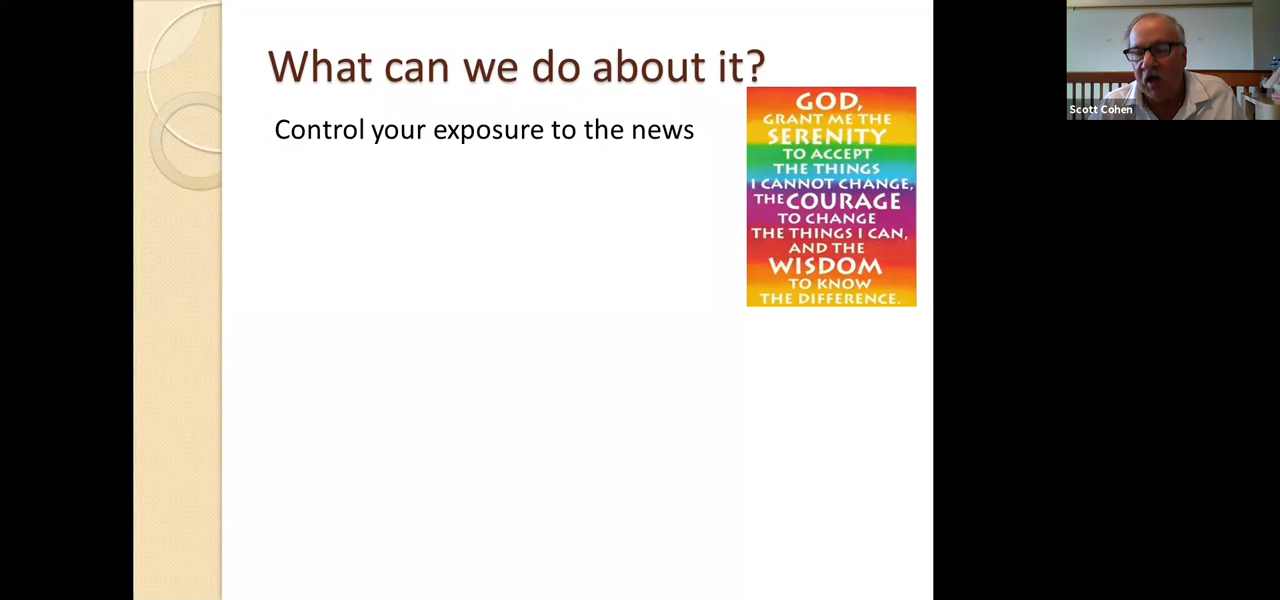 What can we do about it?
Control your exposure to the news
GOD,
GRANT ME THE
SERENITY
TO ACCEPT
THE THINGS
I CANNOT CHANGE,
THE COURAGE
TO CHANGE
THE THINGS I CAN,
AND THE
WISDOM
TO KNOW
THE DIFFERENCE.
Scott Cohen